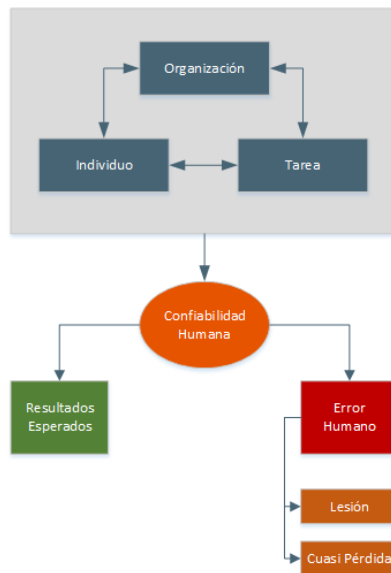 Organización
Individuo
Tarea
Confiabilidad
Humana
Resultados
Esperados
Error
Humano
Lesión
Cuasi Pérdida